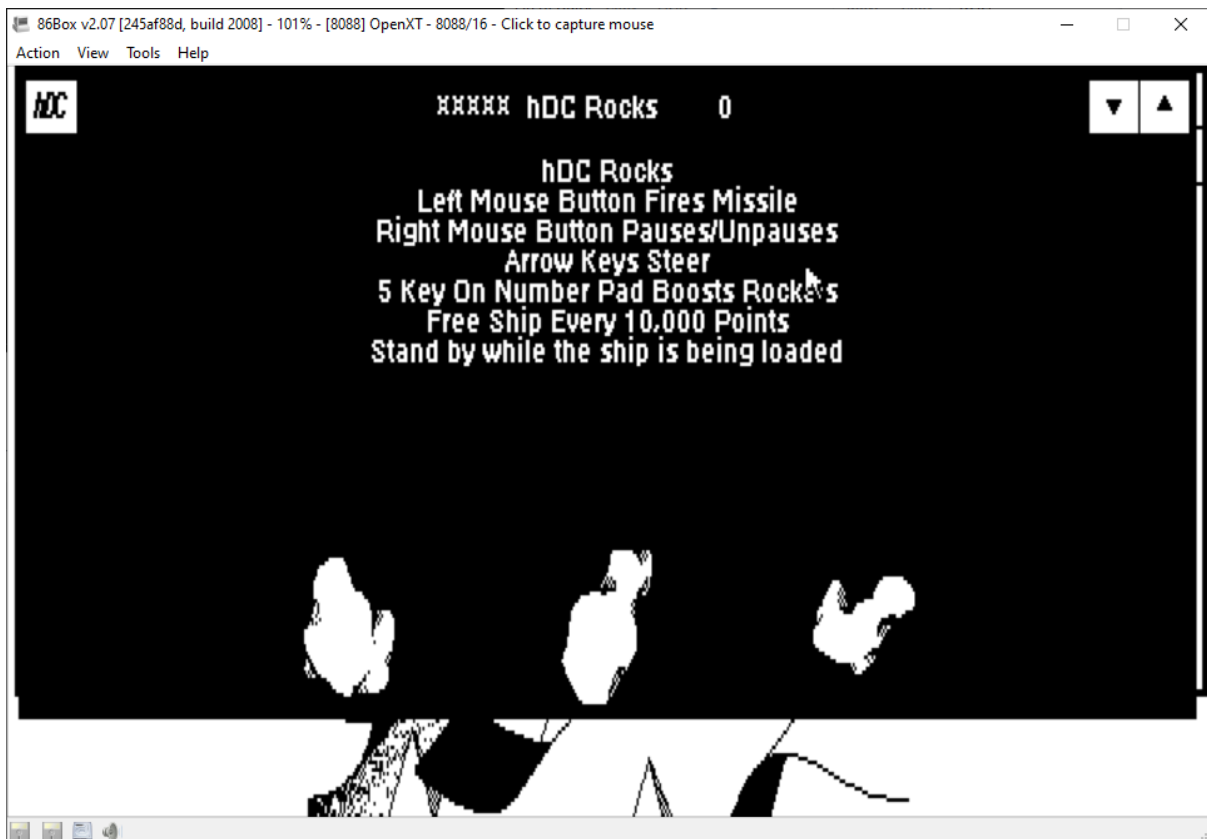 86Box v2.07 [245af88d, build 2008] - 101% - [8088] OpenXT - 8088/16 - Click to capture mouse
Action View Tools Help
hDC
XXXXX hDC Rocks 0
hDC Rocks
Left Mouse Button Fires Missile
Right Mouse Button Pauses/Unpauses
Arrow Keys Steer
5 Key On Number Pad Boosts Rockets
Free Ship Every 10,000 Points
Stand by while the ship is being loaded